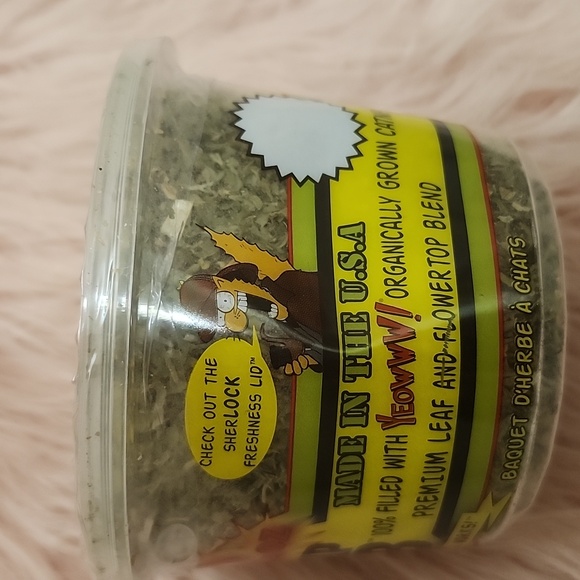 CHECK OUT THE
SHERLOCK
FRESHNESS LID™
MADE IN THE U.S.A
100% FILLED WITH YEOWWW!® ORGANICALLY GROWN
PREMIUM LEAF AND FLOWERTOP BLEND
BAQUET D'HERBE À CHATS